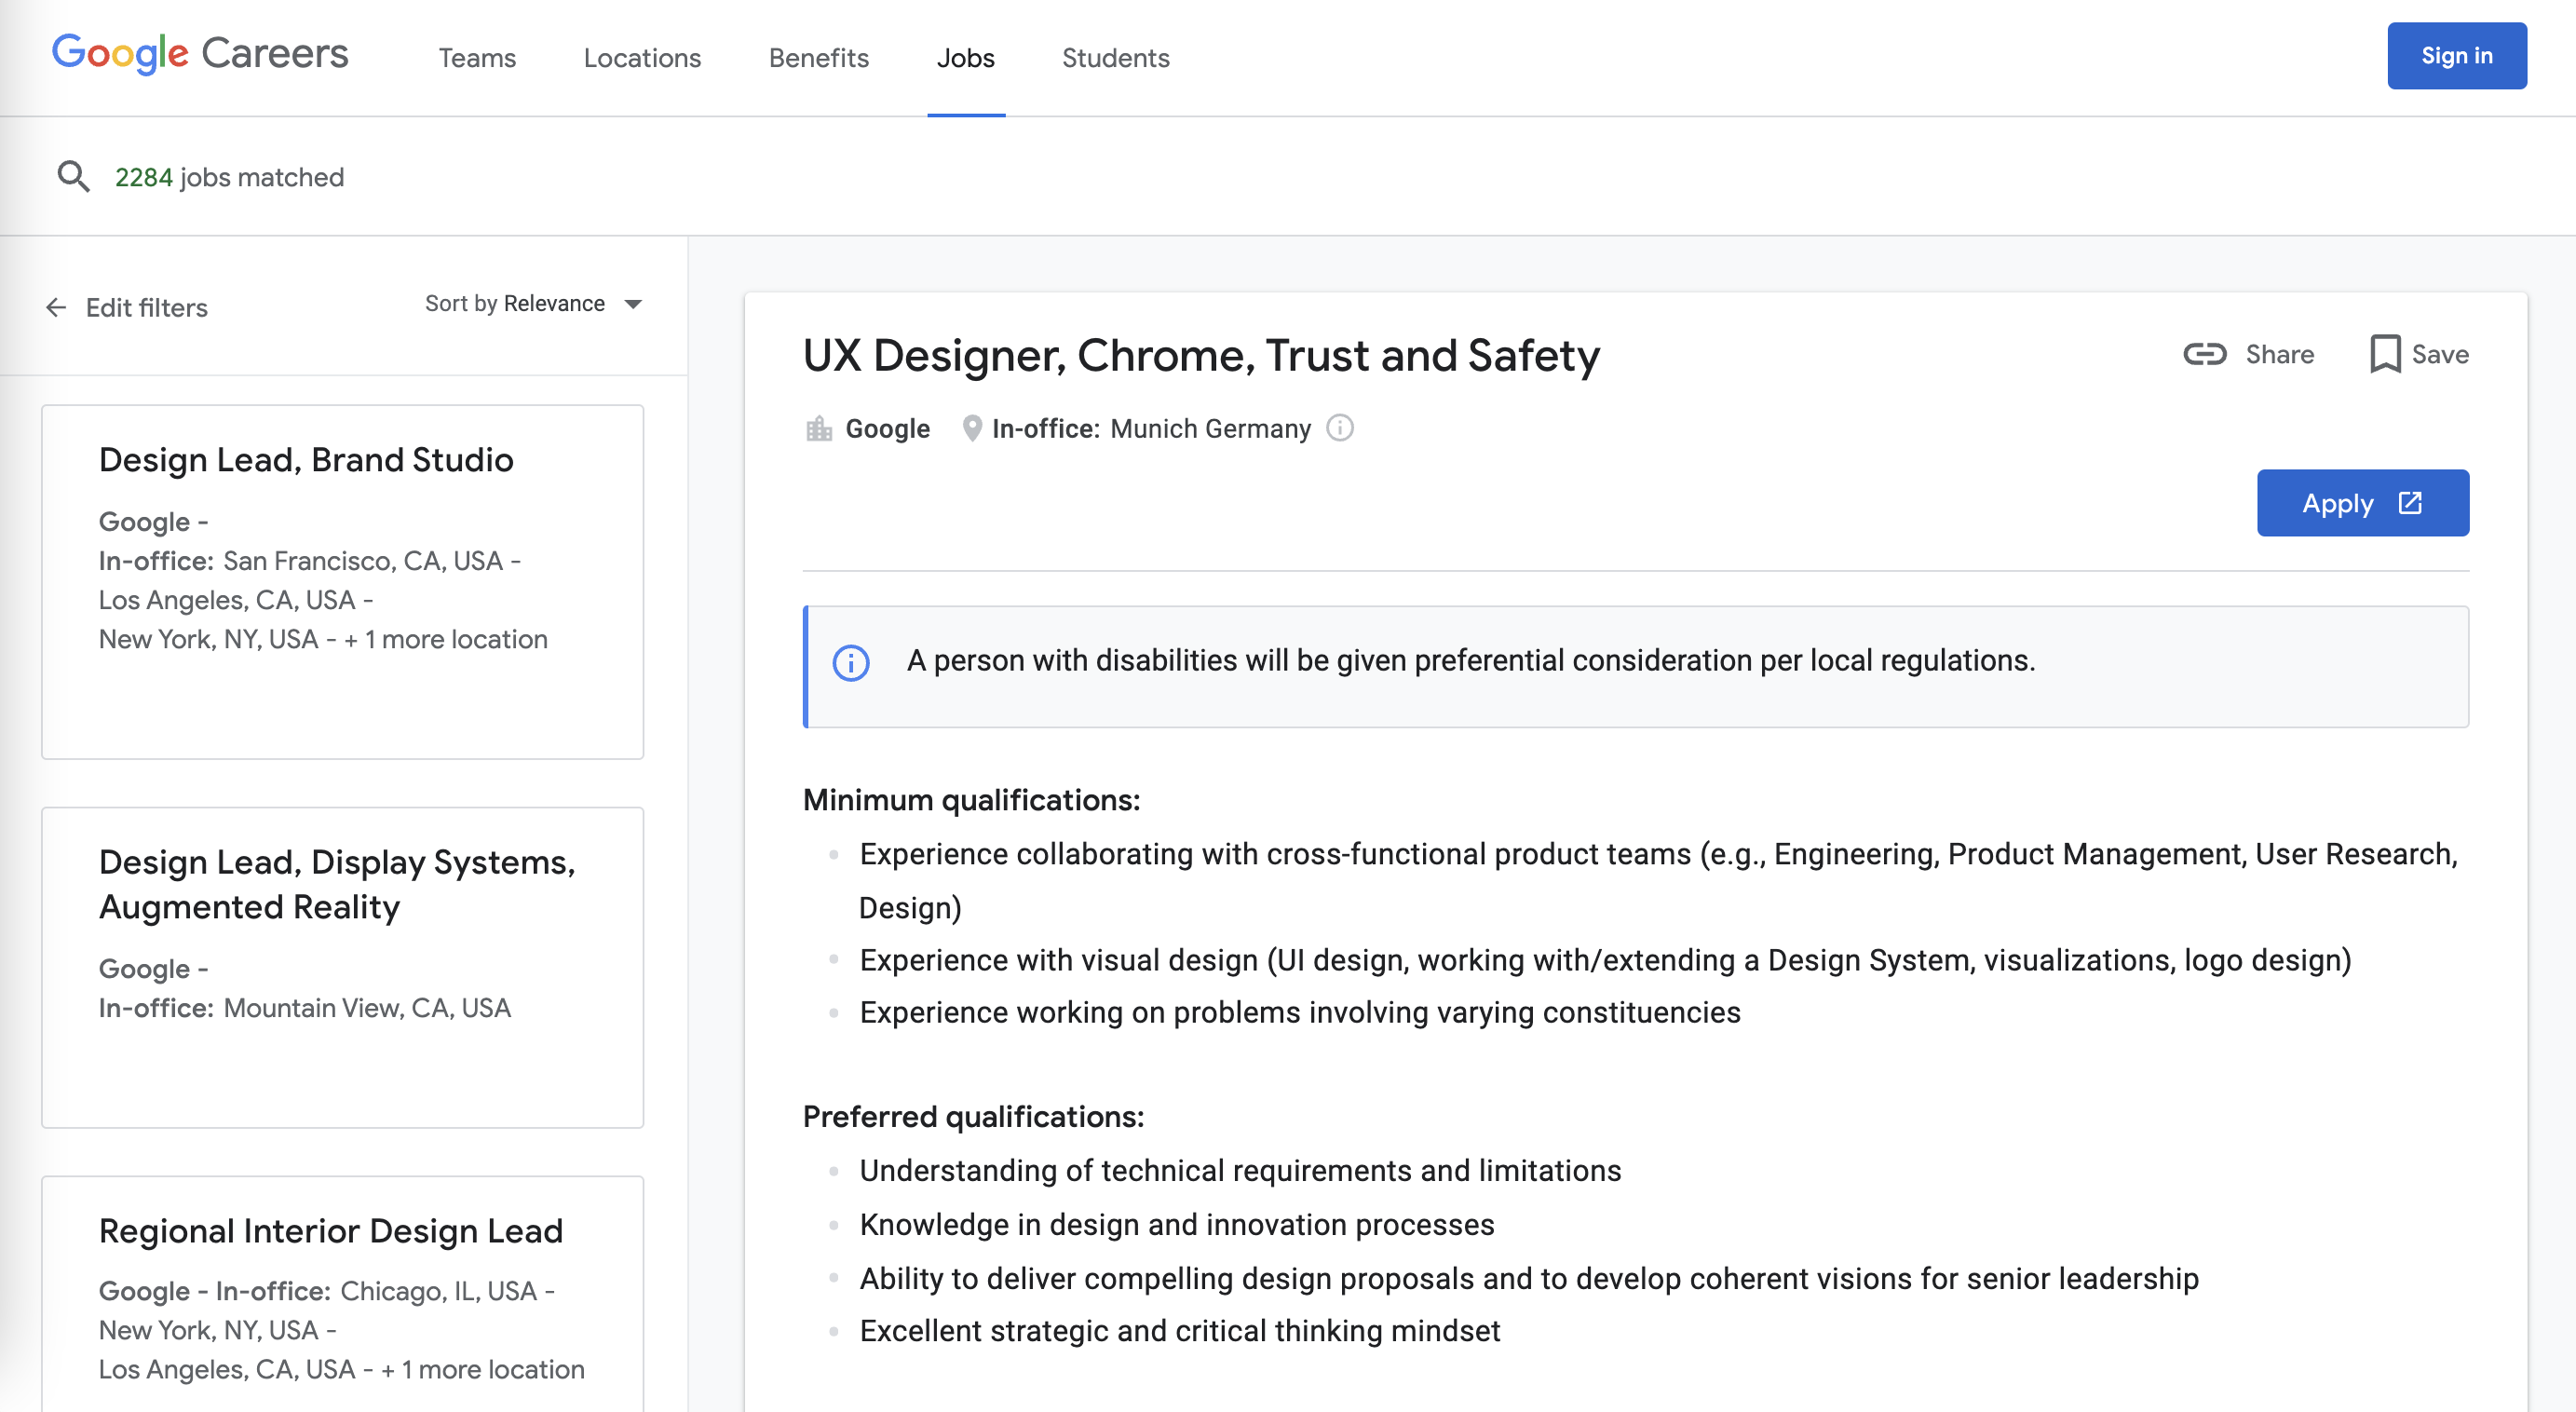 Google Careers
Teams
Locations
Benefits
Jobs
Students
Sign in
2284 jobs matched
Edit filters
Sort by Relevance
Design Lead, Brand Studio
Google -
In-office: San Francisco, CA, USA -
Los Angeles, CA, USA -
New York, NY, USA - + 1 more location
Design Lead, Display Systems,
Augmented Reality
Google -
In-office: Mountain View, CA, USA
Regional Interior Design Lead
Google - In-office: Chicago, IL, USA -
New York, NY, USA -
Los Angeles, CA, USA - + 1 more location
UX Designer, Chrome, Trust and Safety
Share
Save
Google
In-office: Munich Germany
Apply
A person with disabilities will be given preferential consideration per local regulations.
Minimum qualifications:
Experience collaborating with cross-functional product teams (e.g., Engineering, Product Management, User Research,
Design)
Experience with visual design (UI design, working with/extending a Design System, visualizations, logo design)
Experience working on problems involving varying constituencies
Preferred qualifications:
Understanding of technical requirements and limitations
Knowledge in design and innovation processes
Ability to deliver compelling design proposals and to develop coherent visions for senior leadership
Excellent strategic and critical thinking mindset